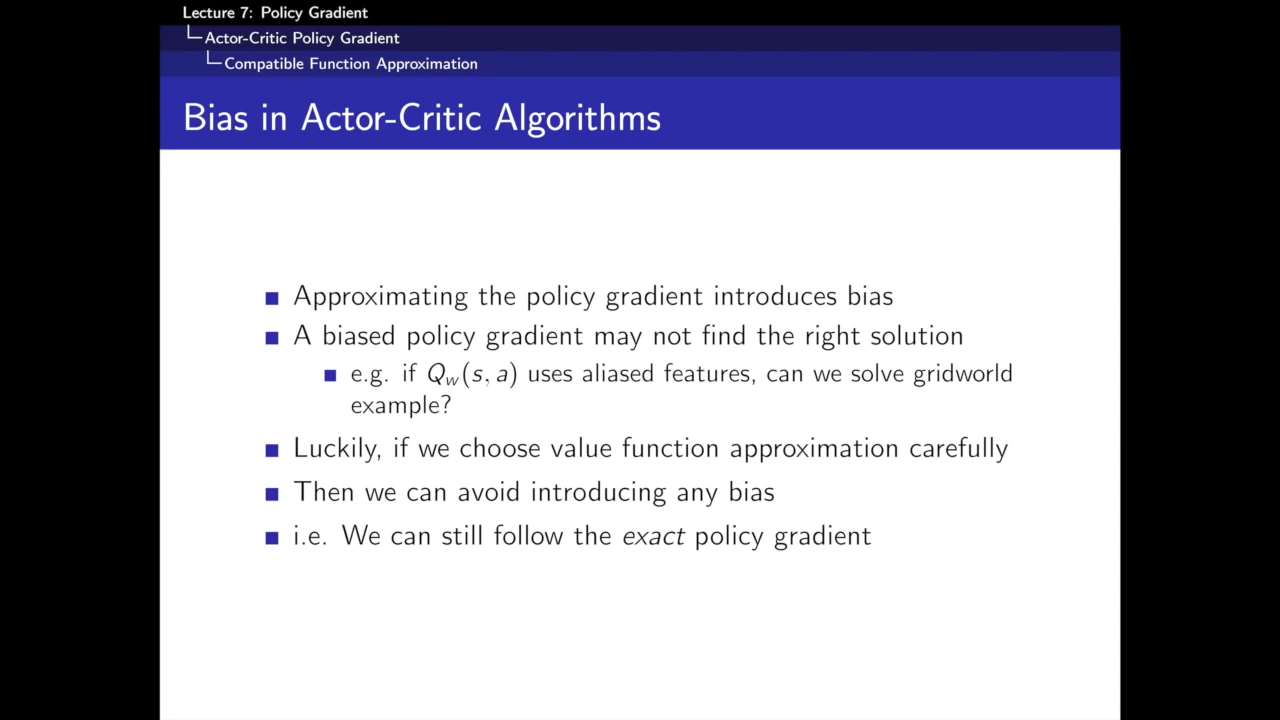 Lecture 7: Policy Gradient
Actor-Critic Policy Gradient
Compatible Function Approximation
Bias in Actor-Critic Algorithms
Approximating the policy gradient introduces bias
A biased policy gradient may not find the right solution
e.g. if Q_w(s, a) uses aliased features, can we solve gridworld
example?
Luckily, if we choose value function approximation carefully
Then we can avoid introducing any bias
i.e. We can still follow the exact policy gradient